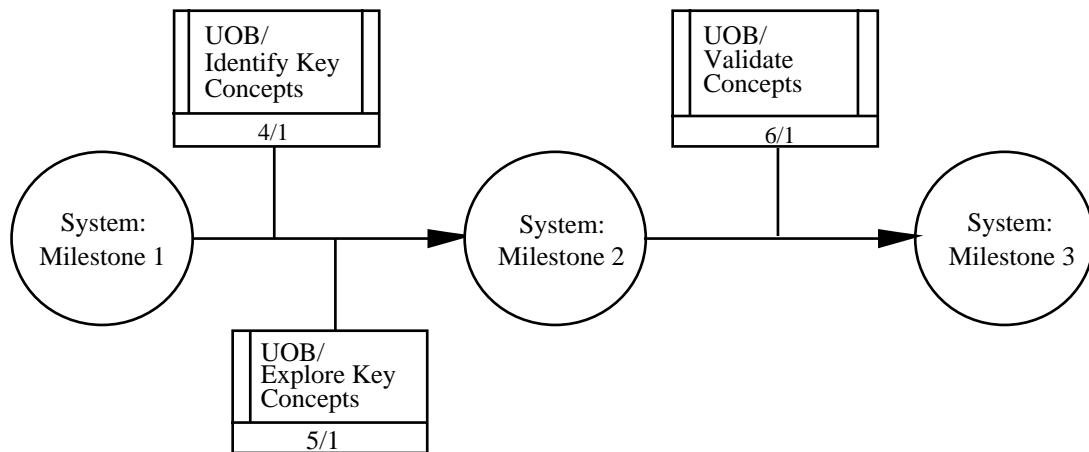 UOB/
Identify Key
Concepts
4/1
UOB/
Validate
Concepts
6/1
System:
Milestone 1
System:
Milestone 2
System:
Milestone 3
UOB/
Explore Key
Concepts
5/1